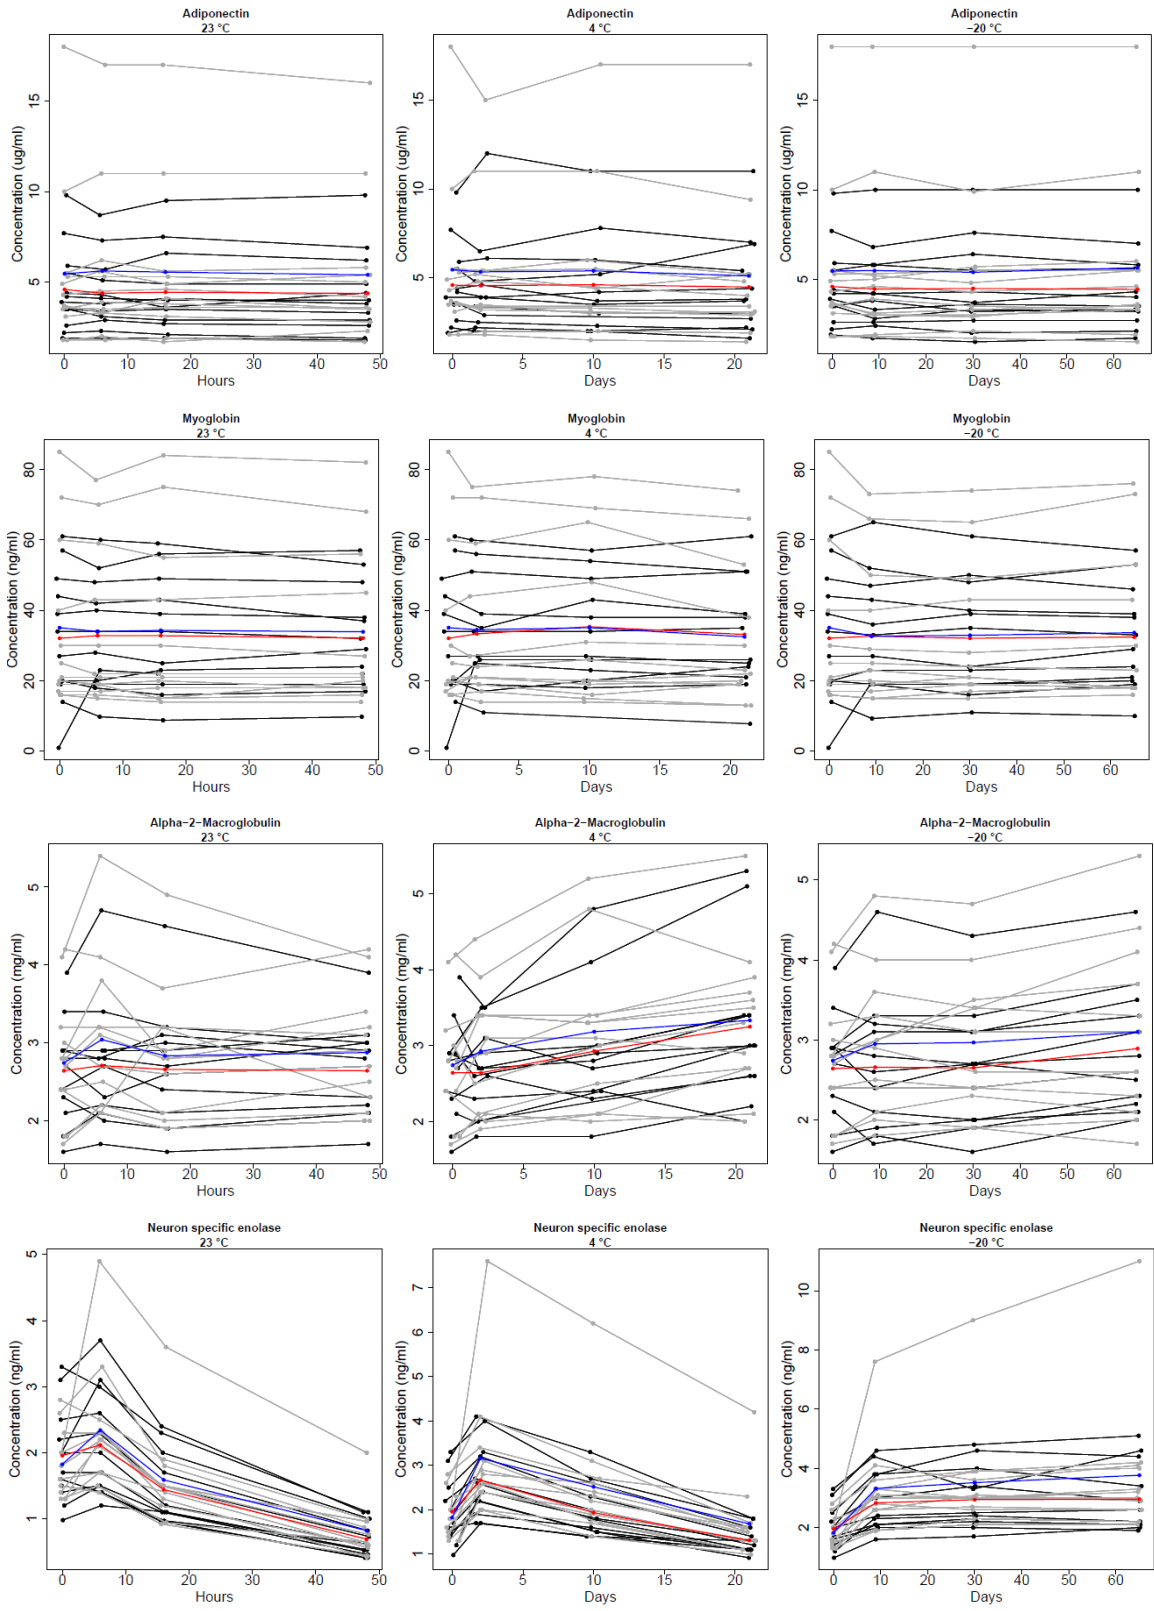 Adiponectin
23 °C
Concentration (ug/ml)
5
10
15
0
10
20
30
40
50
Hours
Adiponectin
4 °C
Concentration (ug/ml)
5
10
15
0
5
10
15
20
Days
Adiponectin
−20 °C
Concentration (ug/ml)
5
10
15
0
10
20
30
40
50
60
Days
Myoglobin
23 °C
Concentration (ng/ml)
0
20
40
60
80
0
10
20
30
40
50
Hours
Myoglobin
4 °C
Concentration (ng/ml)
0
20
40
60
80
0
5
10
15
20
Days
Myoglobin
−20 °C
Concentration (ng/ml)
0
20
40
60
80
0
10
20
30
40
50
60
Days
Alpha−2−Macroglobulin
23 °C
Concentration (mg/ml)
2
3
4
5
0
10
20
30
40
50
Hours
Alpha−2−Macroglobulin
4 °C
Concentration (mg/ml)
2
3
4
5
0
5
10
15
20
Days
Alpha−2−Macroglobulin
−20 °C
Concentration (mg/ml)
2
3
4
5
0
10
20
30
40
50
60
Days
Neuron specific enolase
23 °C
Concentration (ng/ml)
1
2
3
4
5
0
10
20
30
40
50
Hours
Neuron specific enolase
4 °C
Concentration (ng/ml)
1
2
3
4
5
6
7
0
5
10
15
20
Days
Neuron specific enolase
−20 °C
Concentration (ng/ml)
2
4
6
8
10
0
10
20
30
40
50
60
Days